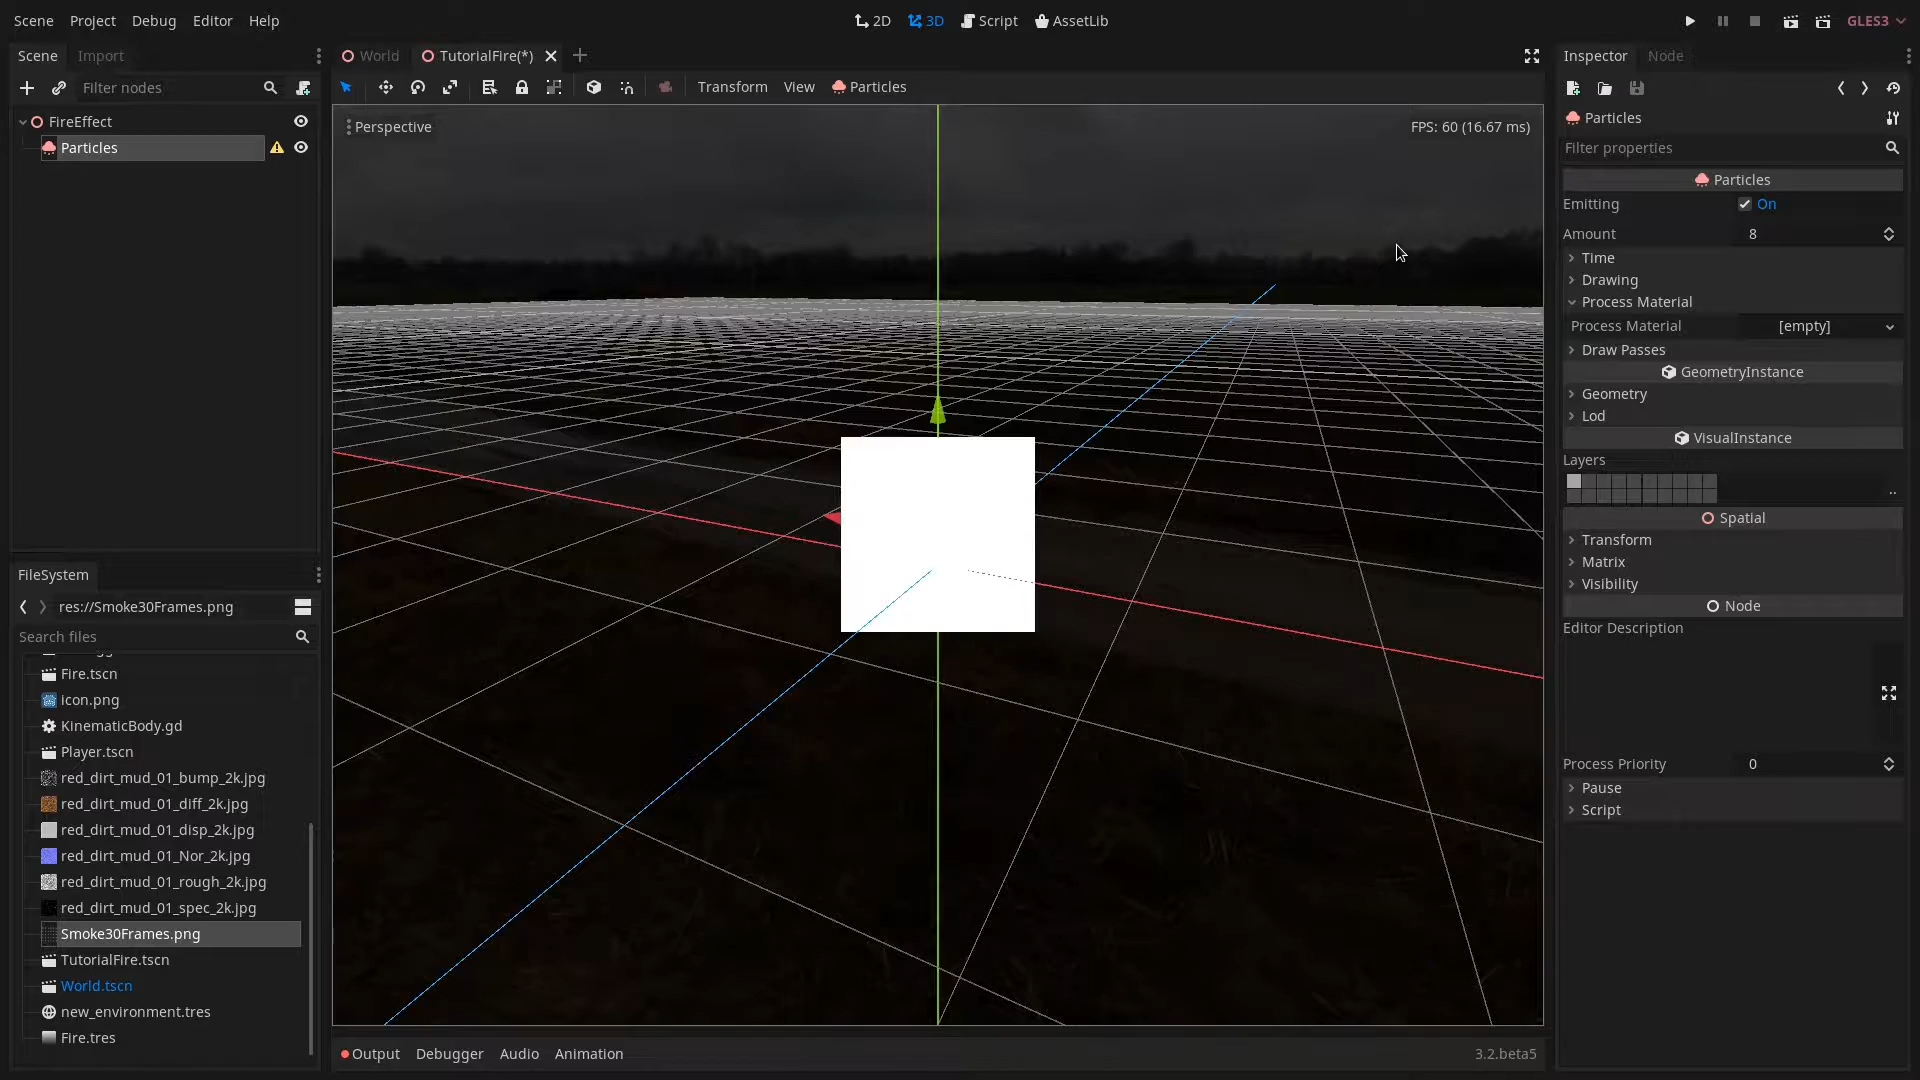 Scene Project Debug Editor Help
2D 3D Script AssetLib
GLES3
Scene Import
World TutorialFire(*)
Inspector Node
Filter nodes
Transform View Particles
FireEffect
Particles
Perspective
FPS: 60 (16.67 ms)
Particles
Filter properties
Particles
Emitting On
Amount 8
Time
Drawing
Process Material
Process Material [empty]
Draw Passes
GeometryInstance
Geometry
Lod
VisualInstance
Layers
..
Spatial
Transform
Matrix
Visibility
Node
Editor Description
Process Priority 0
Pause
Script
FileSystem
res://Smoke30Frames.png
Search files
Fire.tscn
icon.png
KinematicBody.gd
Player.tscn
red_dirt_mud_01_bump_2k.jpg
red_dirt_mud_01_diff_2k.jpg
red_dirt_mud_01_disp_2k.jpg
red_dirt_mud_01_Nor_2k.jpg
red_dirt_mud_01_rough_2k.jpg
red_dirt_mud_01_spec_2k.jpg
Smoke30Frames.png
TutorialFire.tscn
World.tscn
new_environment.tres
Fire.tres
Output Debugger Audio Animation
3.2.beta5